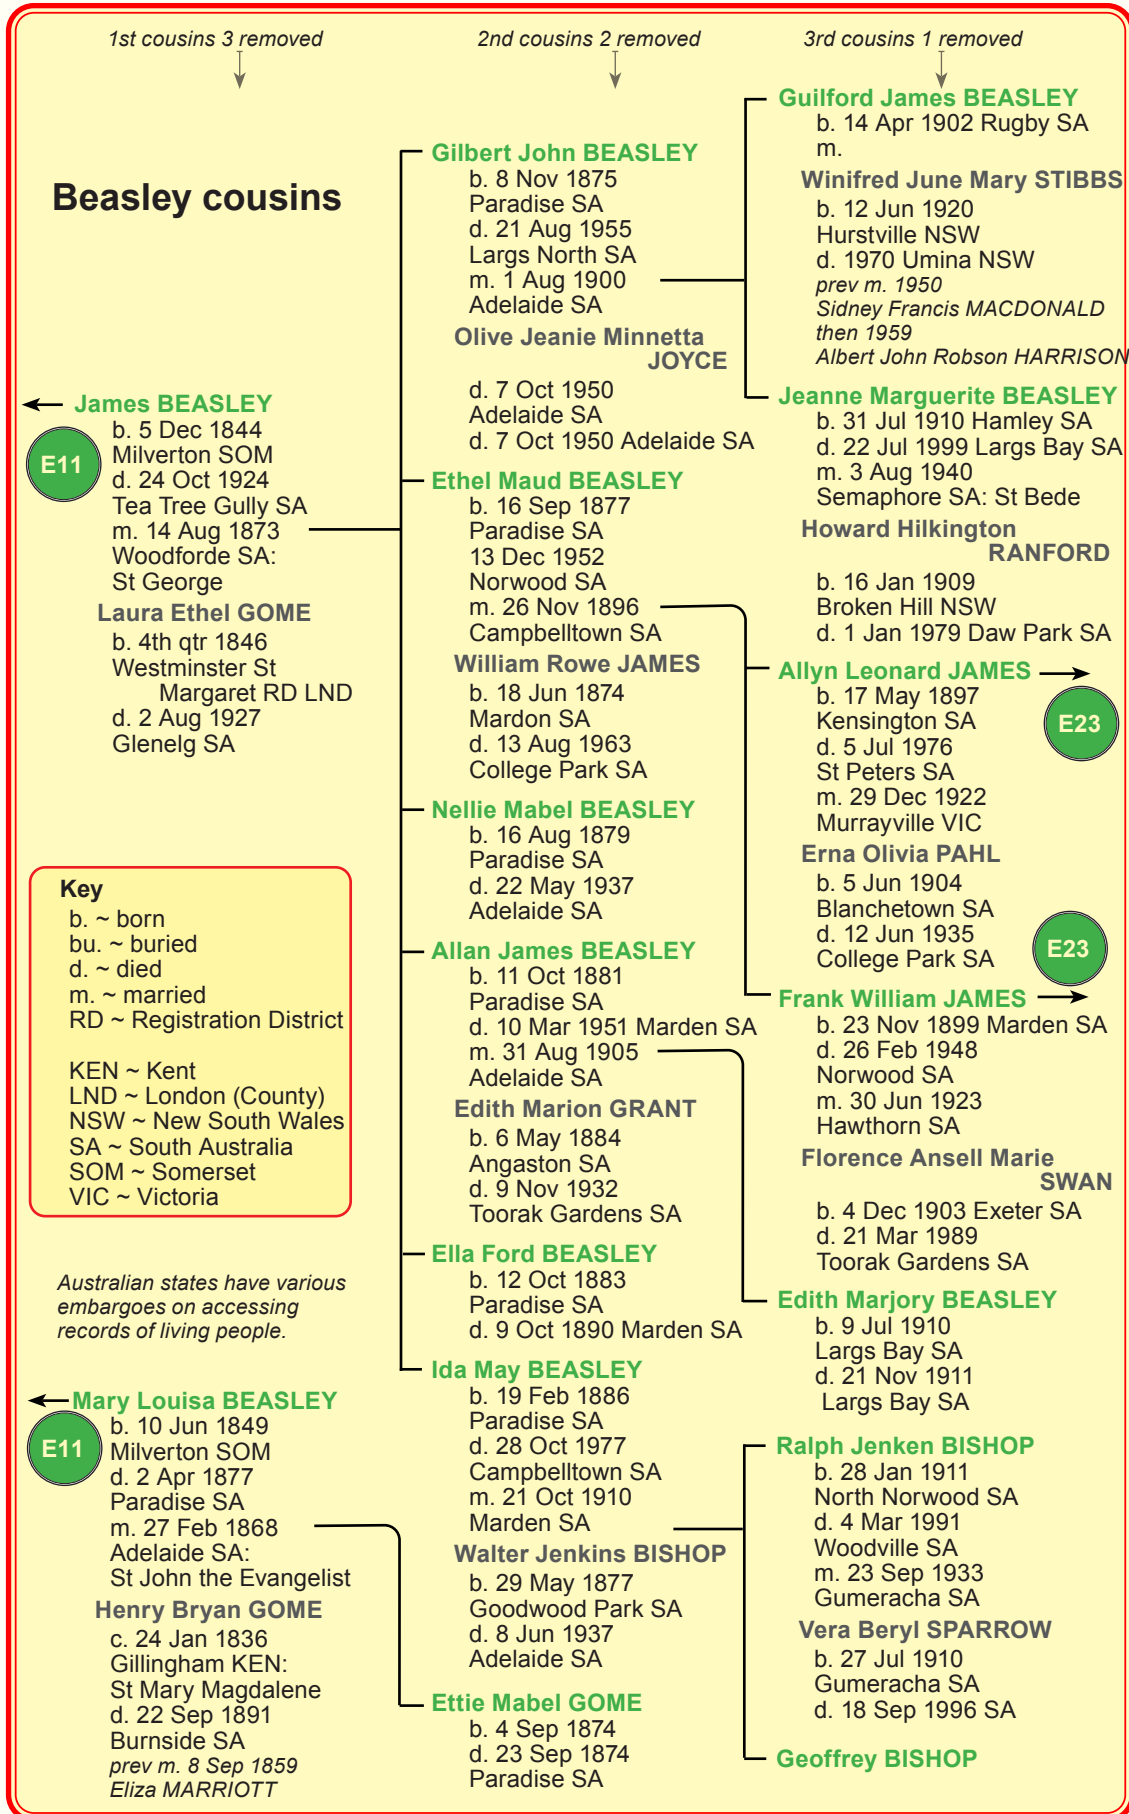 1st cousins 3 removed
2nd cousins 2 removed
3rd cousins 1 removed
Beasley cousins
James BEASLEY
E11
b. 5 Dec 1844
Milverton SOM
d. 24 Oct 1924
Tea Tree Gully SA
m. 14 Aug 1873
Woodforde SA:
St George
Laura Ethel GOME
b. 4th qtr 1846
Westminster St
Margaret RD LND
d. 2 Aug 1927
Glenelg SA
Key
b. ~ born
bu. ~ buried
d. ~ died
m. ~ married
RD ~ Registration District
KEN ~ Kent
LND ~ London (County)
NSW ~ New South Wales
SA ~ South Australia
SOM ~ Somerset
VIC ~ Victoria
Australian states have various
embargoes on accessing
records of living people.
Mary Louisa BEASLEY
E11
b. 10 Jun 1849
Milverton SOM
d. 2 Apr 1877
Paradise SA
m. 27 Feb 1868
Adelaide SA:
St John the Evangelist
Henry Bryan GOME
c. 24 Jan 1836
Gillingham KEN:
St Mary Magdalene
d. 22 Sep 1891
Burnside SA
prev m. 8 Sep 1859
Eliza MARRIOTT
Gilbert John BEASLEY
b. 8 Nov 1875
Paradise SA
d. 21 Aug 1955
Largs North SA
m. 1 Aug 1900
Adelaide SA
Olive Jeanie Minnetta
JOYCE
d. 7 Oct 1950
Adelaide SA
d. 7 Oct 1950 Adelaide SA
Ethel Maud BEASLEY
b. 16 Sep 1877
Paradise SA
13 Dec 1952
Norwood SA
m. 26 Nov 1896
Campbelltown SA
William Rowe JAMES
b. 18 Jun 1874
Mardon SA
d. 13 Aug 1963
College Park SA
Nellie Mabel BEASLEY
b. 16 Aug 1879
Paradise SA
d. 22 May 1937
Adelaide SA
Allan James BEASLEY
b. 11 Oct 1881
Paradise SA
d. 10 Mar 1951 Marden SA
m. 31 Aug 1905
Adelaide SA
Edith Marion GRANT
b. 6 May 1884
Angaston SA
d. 9 Nov 1932
Toorak Gardens SA
Ella Ford BEASLEY
b. 12 Oct 1883
Paradise SA
d. 9 Oct 1890 Marden SA
Ida May BEASLEY
b. 19 Feb 1886
Paradise SA
d. 28 Oct 1977
Campbelltown SA
m. 21 Oct 1910
Marden SA
Walter Jenkins BISHOP
b. 29 May 1877
Goodwood Park SA
d. 8 Jun 1937
Adelaide SA
Ettie Mabel GOME
b. 4 Sep 1874
d. 23 Sep 1874
Paradise SA
Guilford James BEASLEY
b. 14 Apr 1902 Rugby SA
m.
Winifred June Mary STIBBS
b. 12 Jun 1920
Hurstville NSW
d. 1970 Umina NSW
prev m. 1950
Sidney Francis MACDONALD
then 1959
Albert John Robson HARRISON
Jeanne Marguerite BEASLEY
b. 31 Jul 1910 Hamley SA
d. 22 Jul 1999 Largs Bay SA
m. 3 Aug 1940
Semaphore SA: St Bede
Howard Hilkington
RANFORD
b. 16 Jan 1909
Broken Hill NSW
d. 1 Jan 1979 Daw Park SA
Allyn Leonard JAMES
E23
b. 17 May 1897
Kensington SA
d. 5 Jul 1976
St Peters SA
m. 29 Dec 1922
Murrayville VIC
Erna Olivia PAHL
b. 5 Jun 1904
Blanchetown SA
d. 12 Jun 1935
College Park SA
E23
Frank William JAMES
b. 23 Nov 1899 Marden SA
d. 26 Feb 1948
Norwood SA
m. 30 Jun 1923
Hawthorn SA
Florence Ansell Marie
SWAN
b. 4 Dec 1903 Exeter SA
d. 21 Mar 1989
Toorak Gardens SA
Edith Marjory BEASLEY
b. 9 Jul 1910
Largs Bay SA
d. 21 Nov 1911
Largs Bay SA
Ralph Jenken BISHOP
b. 28 Jan 1911
North Norwood SA
d. 4 Mar 1991
Woodville SA
m. 23 Sep 1933
Gumeracha SA
Vera Beryl SPARROW
b. 27 Jul 1910
Gumeracha SA
d. 18 Sep 1996 SA
Geoffrey BISHOP